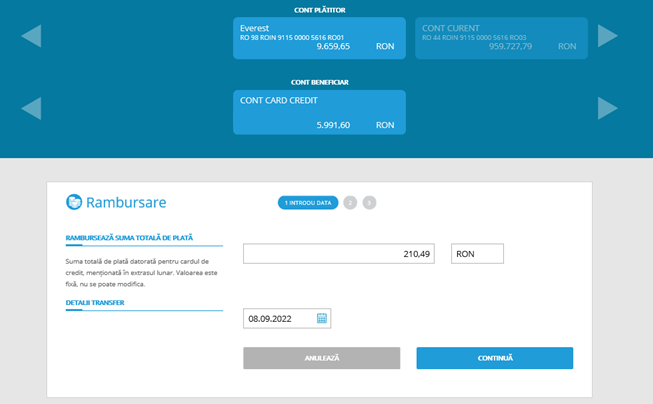 CONT PLĂTITOR
Everest
RO 98 ROIN 9115 0000 5616 RO01
9.659,65 RON
CONT CURENT
RO 44 ROIN 9115 0000 5616 RO03
959.727,79 RON
CONT BENEFICIAR
CONT CARD CREDIT
5.991,60 RON
Rambursare
1 INTRODU DATA
2
3
RAMBURSEAZĂ SUMA TOTALĂ DE PLATĂ
210,49 RON
Suma totală de plată datorată pentru cardul de
credit, menționată în extrasul lunar. Valoarea este
fixă, nu se poate modifica.
DETALII TRANSFER
08.09.2022
ANULEAZĂ
CONTINUĂ